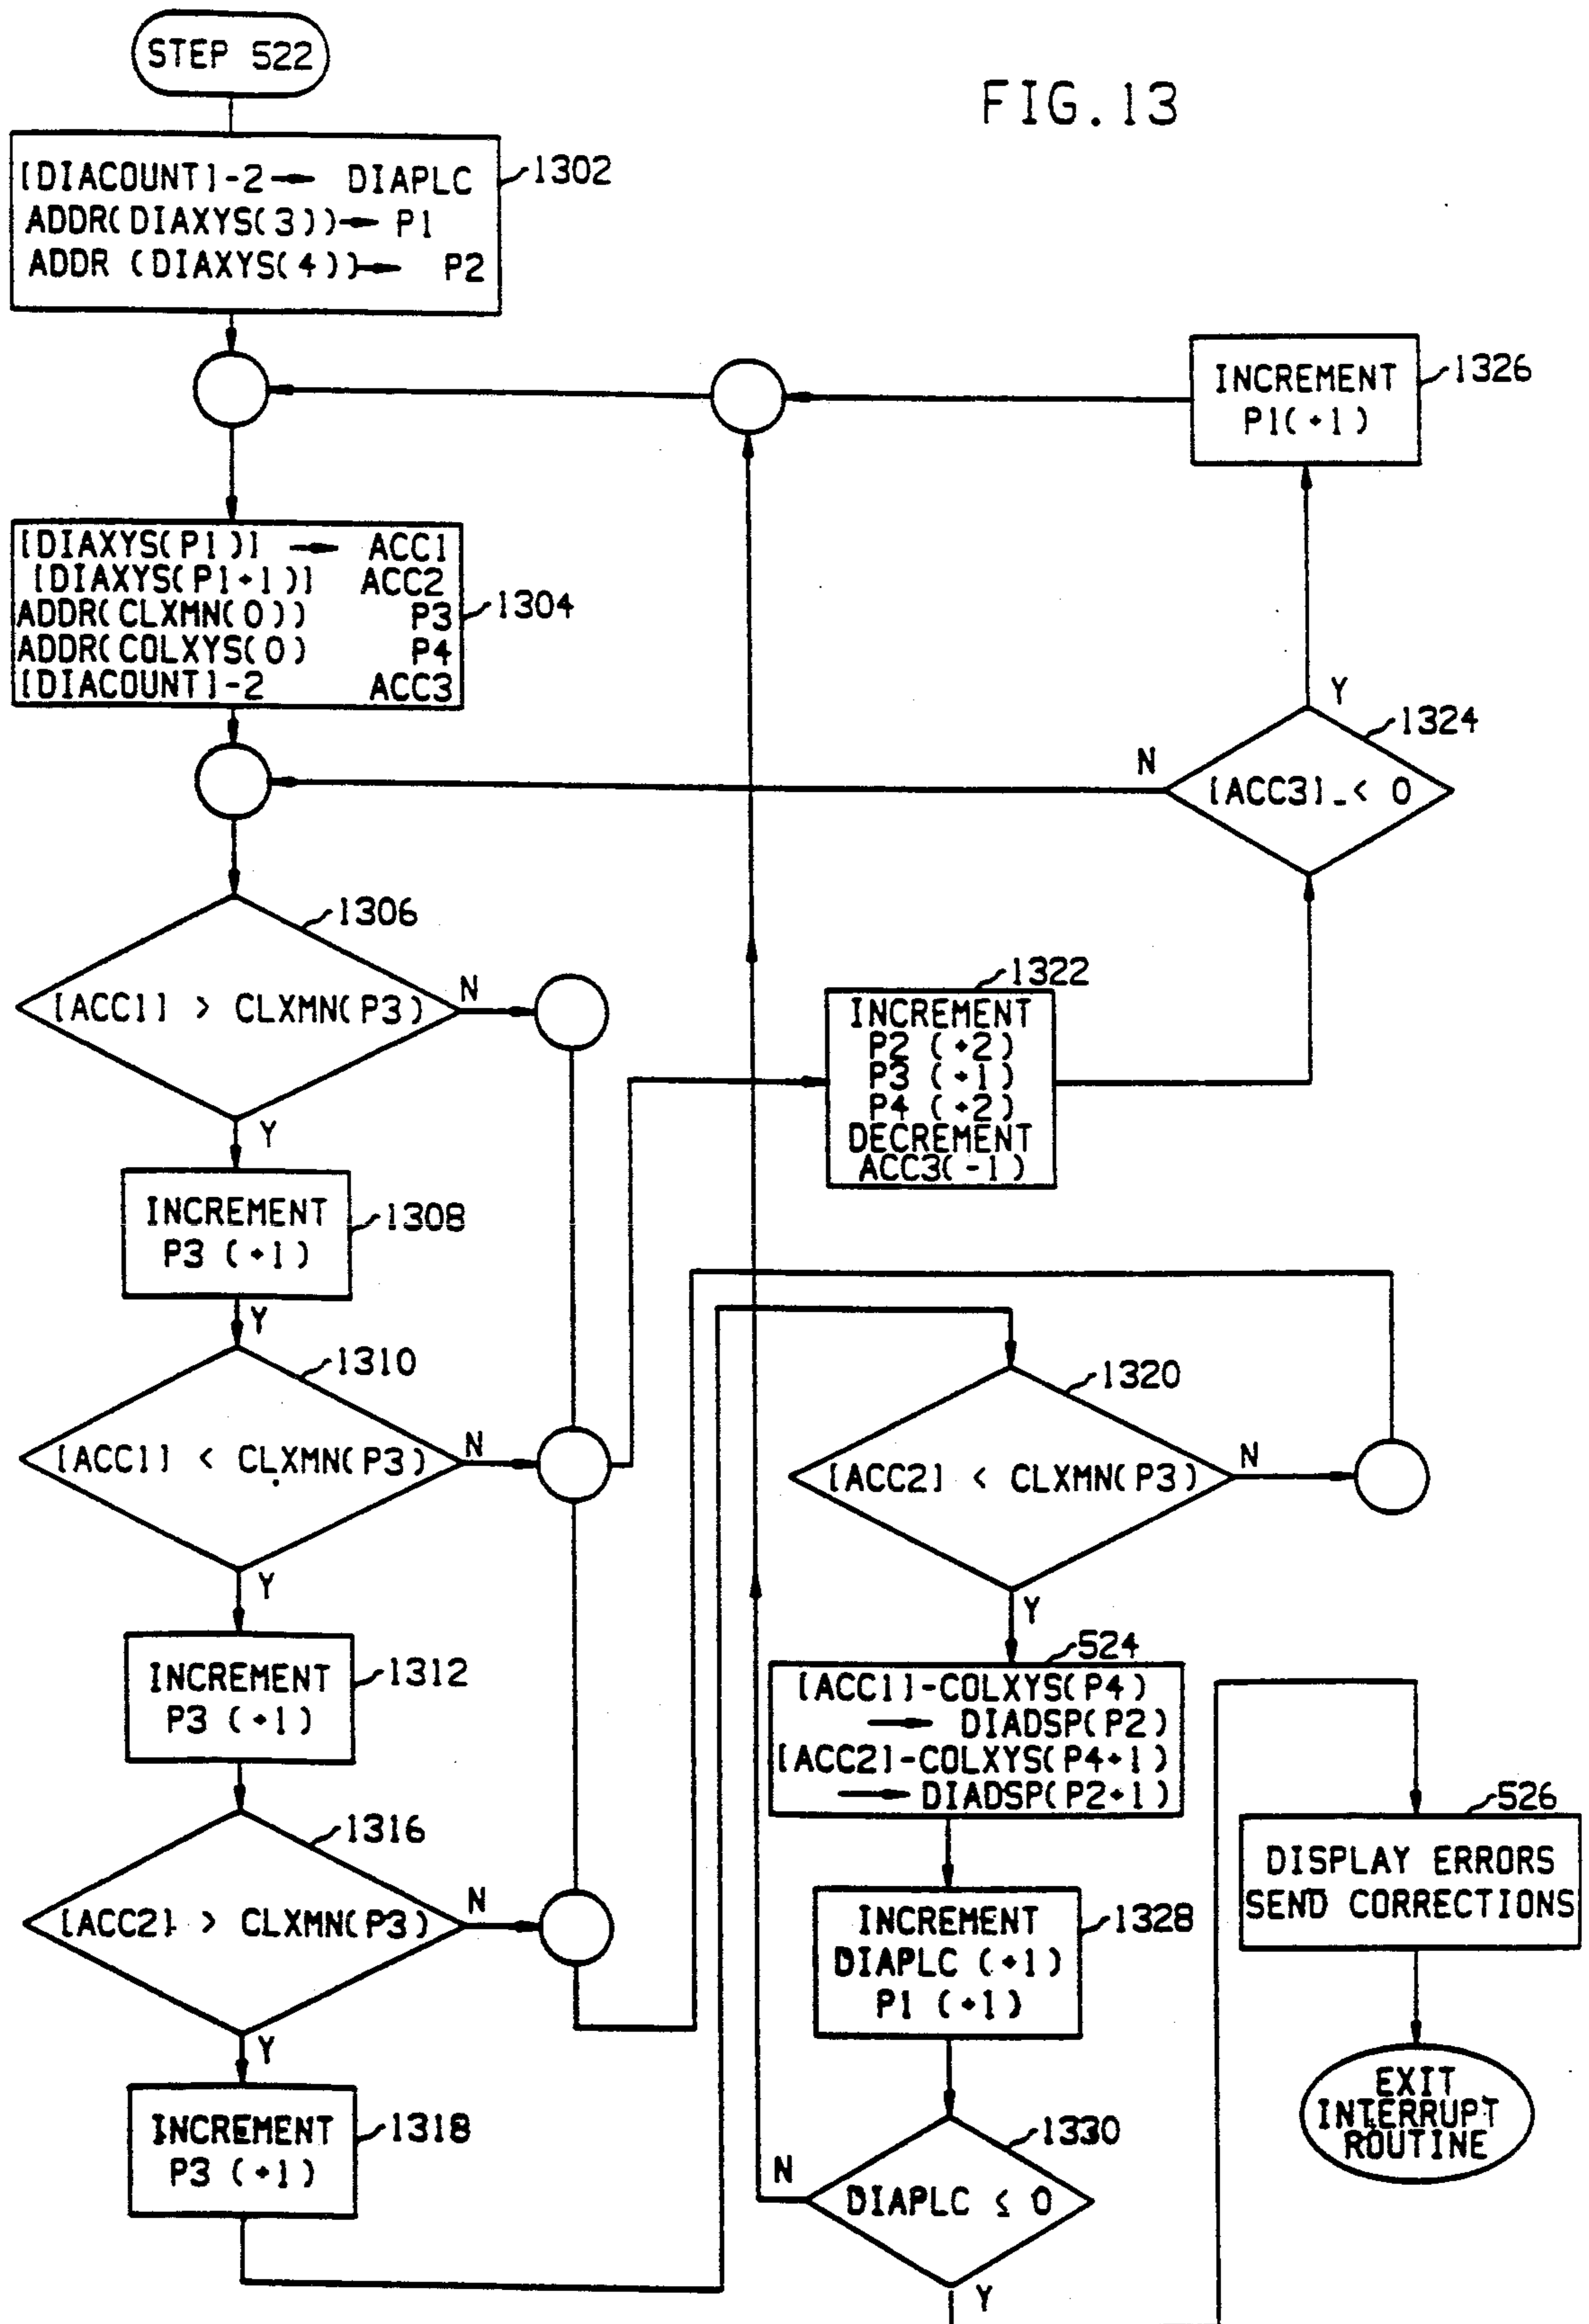 STEP 522
FIG.13
[DIACOUNT]-2→ DIAPLC
ADDR(DIAXYS(3))→ P1
ADDR (DIAXYS(4))→ P2
1302
INCREMENT
P1(+1)
1326
[DIAXYS(P1)] → ACC1
[DIAXYS(P1+1)] ACC2
ADDR(CLXMN(0)) P3
ADDR(COLXYS(0) P4
[DIACOUNT]-2 ACC3
1304
Y
1324
N
[ACC3] < 0
1306
[ACC1] > CLXMN(P3)
N
Y
1322
INCREMENT
P2 (+2)
P3 (+1)
P4 (+2)
DECREMENT
ACC3(-1)
INCREMENT
P3 (+1)
1308
Y
1310
[ACC1] < CLXMN(P3)
N
Y
1320
[ACC2] < CLXMN(P3)
N
Y
INCREMENT
P3 (+1)
1312
524
[ACC1]-COLXYS(P4)
→ DIADSP(P2)
[ACC2]-COLXYS(P4+1)
→ DIADSP(P2+1)
1316
[ACC2] > CLXMN(P3)
N
Y
526
DISPLAY ERRORS
SEND CORRECTIONS
INCREMENT
DIAPLC (+1)
P1 (+1)
1328
INCREMENT
P3 (+1)
1318
EXIT
INTERRUPT
ROUTINE
1330
N
DIAPLC ≤ 0
Y